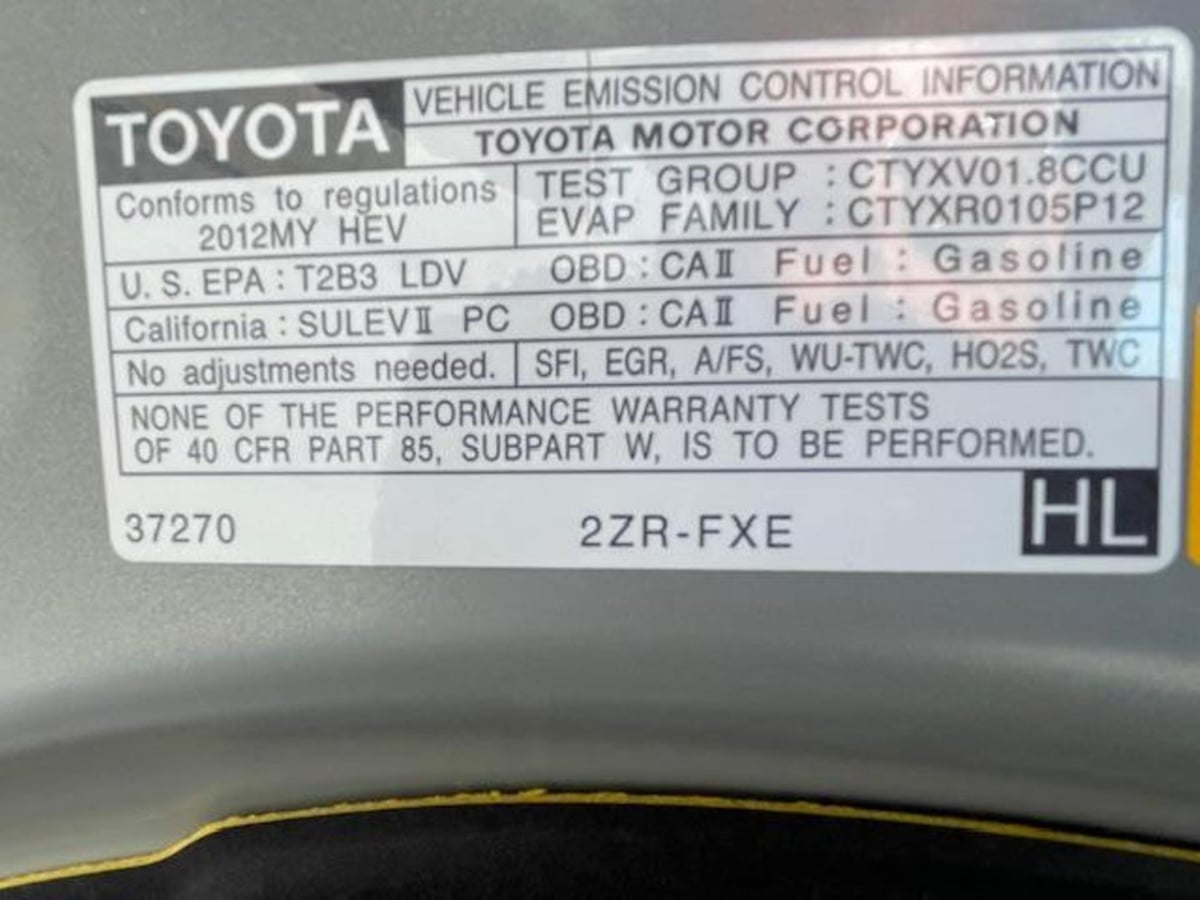 TOYOTA
VEHICLE EMISSION CONTROL INFORMATION
TOYOTA MOTOR CORPORATION
Conforms to regulations
2012MY HEV
TEST GROUP : CTYXV01.8CCU
EVAP FAMILY : CTYXR0105P12
U. S. EPA : T2B3 LDV OBD : CAⅡ Fuel : Gasoline
California : SULEVⅡ PC OBD : CAⅡ Fuel : Gasoline
No adjustments needed. SFI, EGR, A/FS, WU-TWC, HO2S, TWC
NONE OF THE PERFORMANCE WARRANTY TESTS
OF 40 CFR PART 85, SUBPART W, IS TO BE PERFORMED.
37270 2ZR-FXE HL